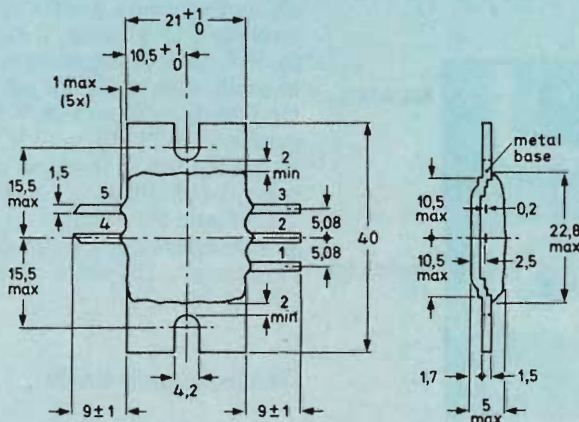 21 +1 0
10,5 +1 0
1 max
(5x)
2
min
metal
base
15,5
max
1,5
5
3
10,5
max
0,2
4
2
5,08
40
22,8
max
1
5,08
10,5
max
2,5
15,5
max
2
min
4,2
1,7
1,5
9±1
9±1
5
max